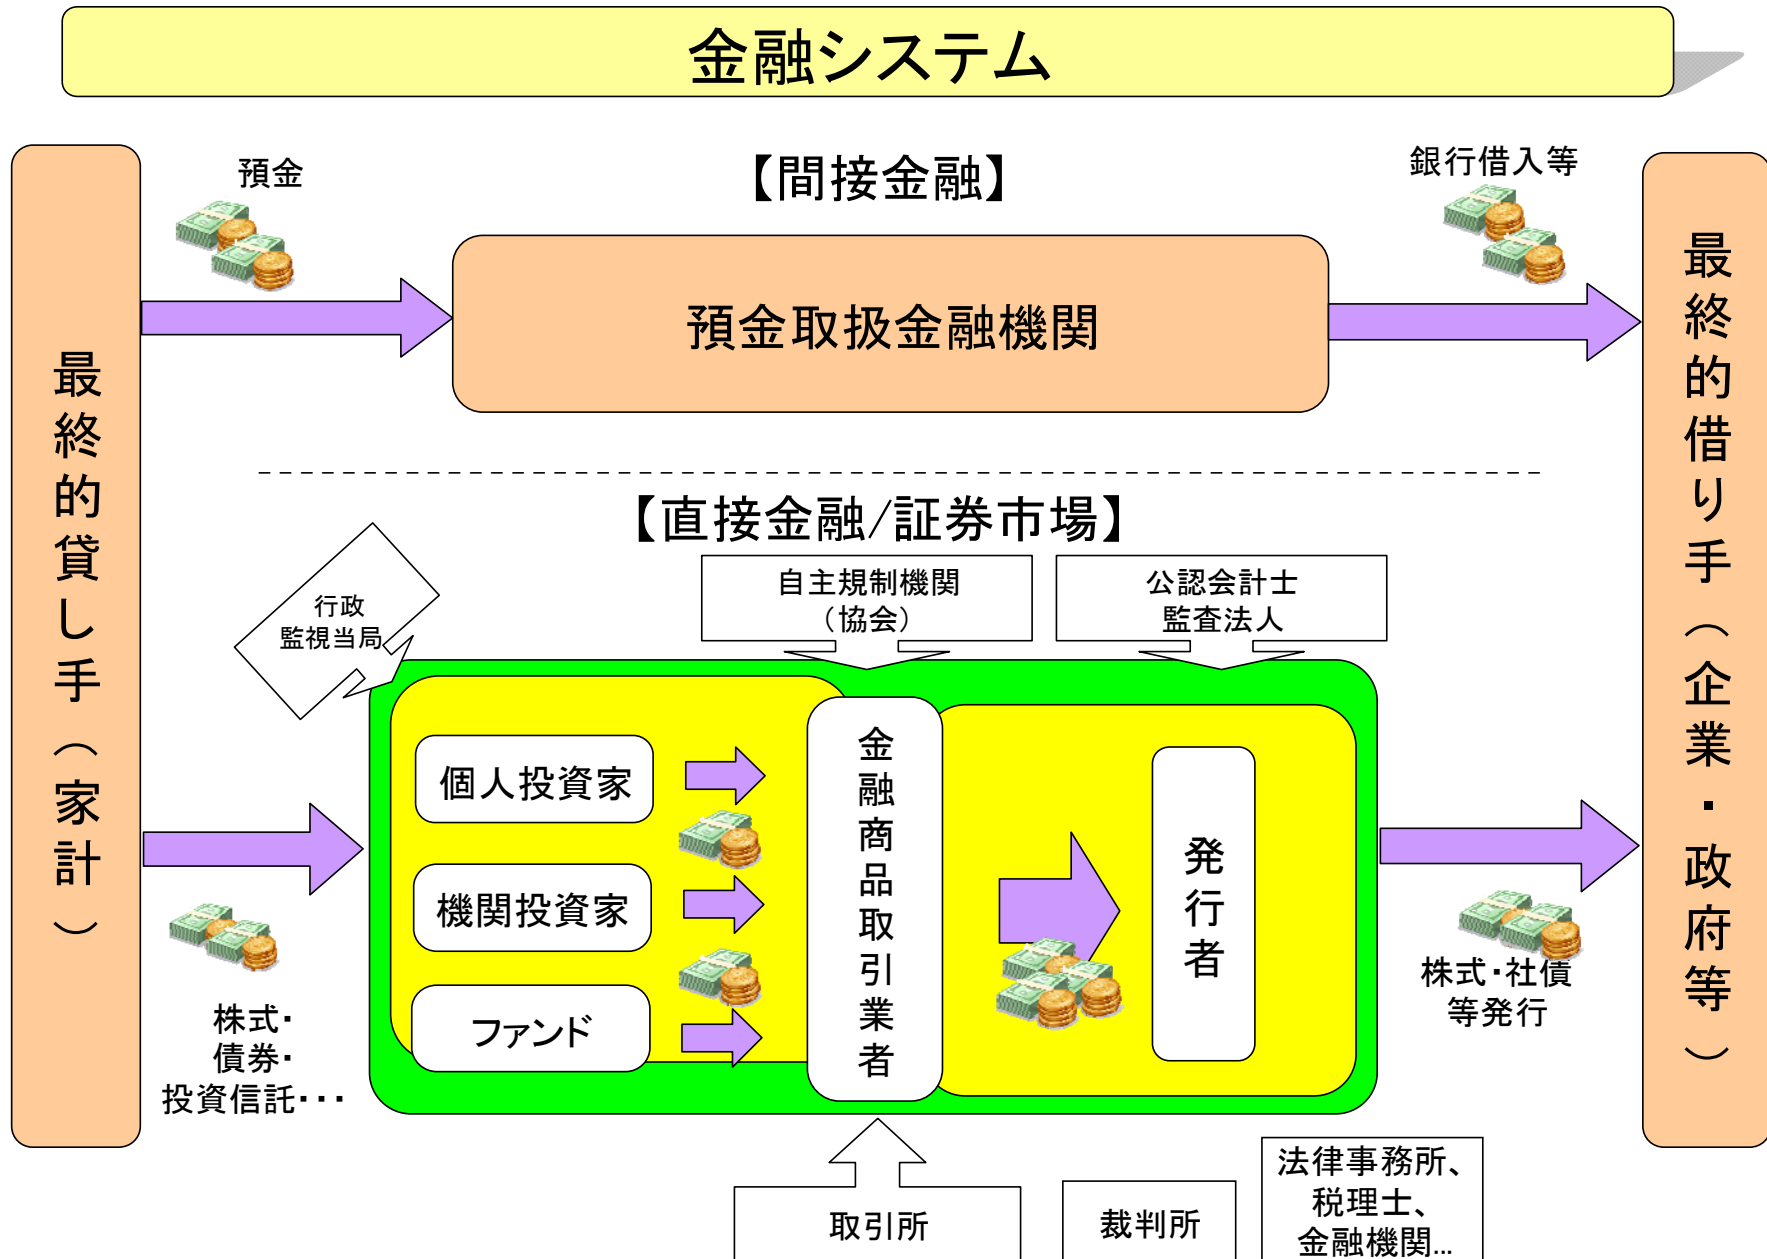 金融システム
預金
【間接金融】
銀行借入等
預金取扱金融機関
最終的貸し手（家計）
最終的借り手（企業・政府等）
【直接金融/証券市場】
行政
監視当局
自主規制機関
（協会）
公認会計士
監査法人
個人投資家
機関投資家
ファンド
金融商品取引業者
発行者
株式・
債券・
投資信託・・・
株式・社債
等発行
取引所
裁判所
法律事務所、
税理士、
金融機関…